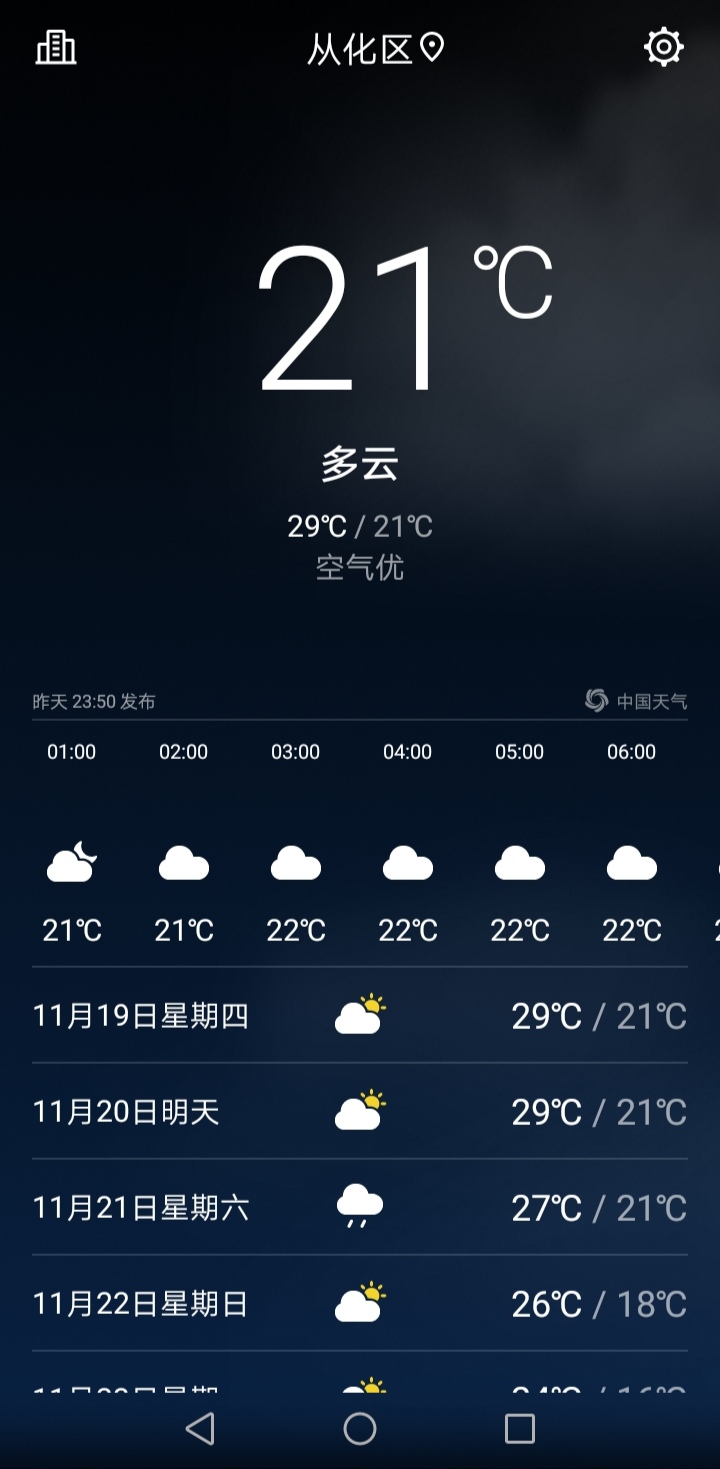 从化区
21℃
多云
29℃ / 21℃
空气优
昨天 23:50 发布 中国天气
01:00 02:00 03:00 04:00 05:00 06:00
21℃ 21℃ 22℃ 22℃ 22℃ 22℃
11月19日星期四 29℃ / 21℃
11月20日明天 29℃ / 21℃
11月21日星期六 27℃ / 21℃
11月22日星期日 26℃ / 18℃